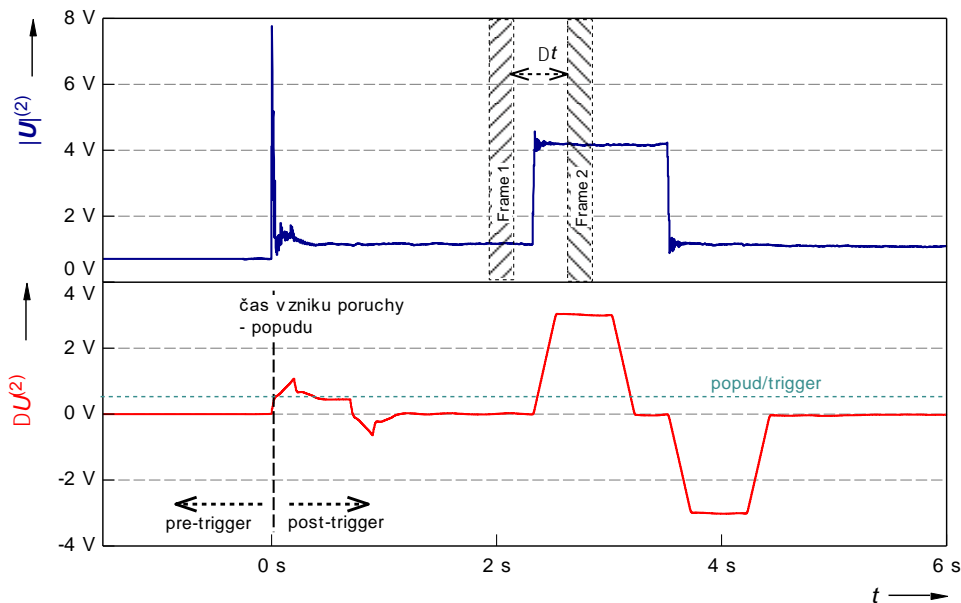 8 V
6 V
4 V
2 V
0 V
|U|(2)
Dt
Frame 1
Frame 2
4 V
2 V
0 V
-2 V
-4 V
DU(2)
čas vzniku poruchy
- popudu
popud/trigger
pre-trigger
post-trigger
0 s
2 s
4 s
6 s
t